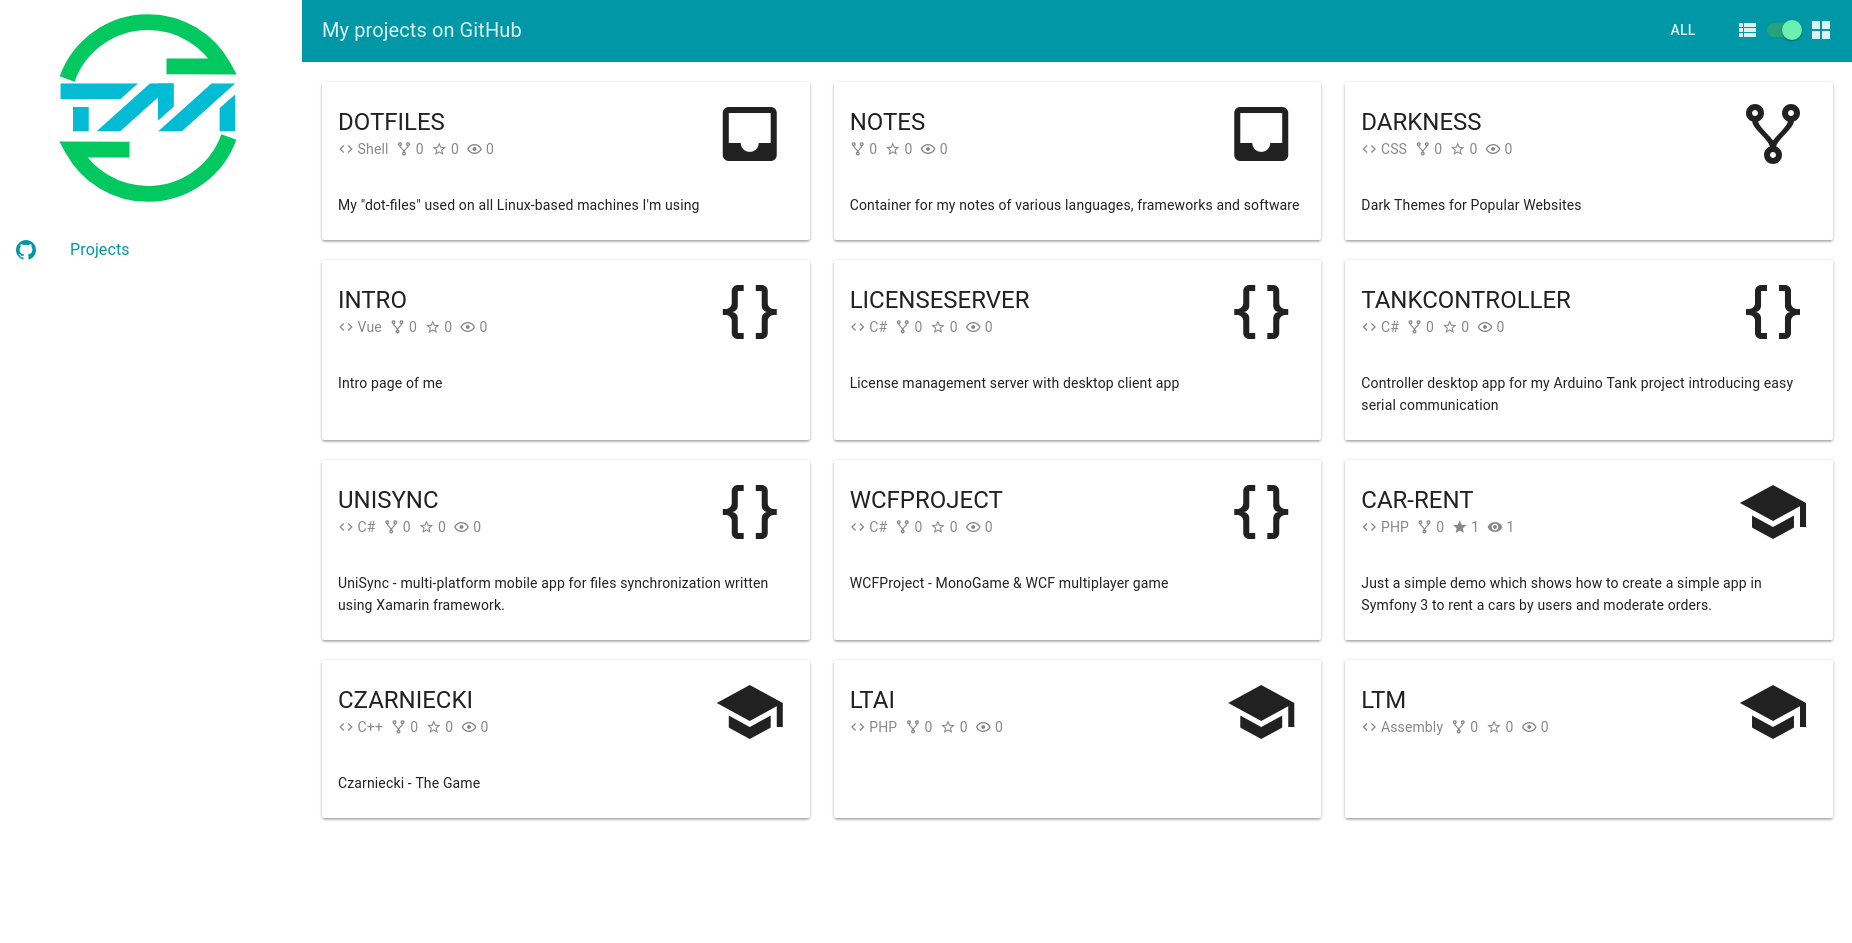 TM
My projects on GitHub
ALL
Projects
DOTFILES
Shell 0 0 0
My "dot-files" used on all Linux-based machines I'm using
NOTES
0 0 0
Container for my notes of various languages, frameworks and software
DARKNESS
CSS 0 0 0
Dark Themes for Popular Websites
INTRO
Vue 0 0 0
Intro page of me
LICENSESERVER
C# 0 0 0
License management server with desktop client app
TANKCONTROLLER
C# 0 0 0
Controller desktop app for my Arduino Tank project introducing easy
serial communication
UNISYNC
C# 0 0 0
UniSync - multi-platform mobile app for files synchronization written
using Xamarin framework.
WCFPROJECT
C# 0 0 0
WCFProject - MonoGame & WCF multiplayer game
CAR-RENT
PHP 0 1 1
Just a simple demo which shows how to create a simple app in
Symfony 3 to rent a cars by users and moderate orders.
CZARNIECKI
C++ 0 0 0
Czarniecki - The Game
LTAI
PHP 0 0 0
LTM
Assembly 0 0 0